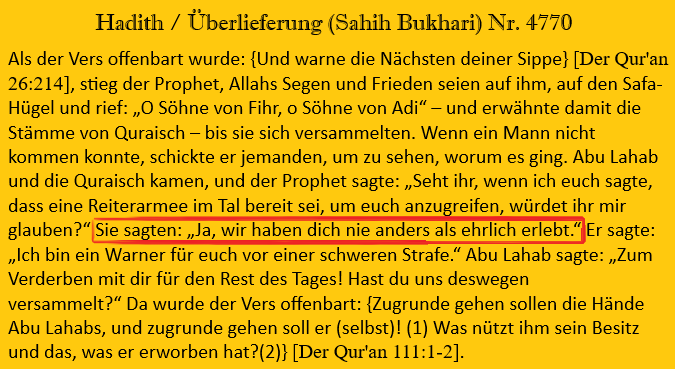 Hadith / Überlieferung (Sahih Bukhari) Nr. 4770
Als der Vers offenbart wurde: {Und warne die Nächsten deiner Sippe} [Der Qur'an
26:214], stieg der Prophet, Allahs Segen und Frieden seien auf ihm, auf den Safa-
Hügel und rief: „O Söhne von Fihr, o Söhne von Adi“ – und erwähnte damit die
Stämme von Quraisch – bis sie sich versammelten. Wenn ein Mann nicht
kommen konnte, schickte er jemanden, um zu sehen, worum es ging. Abu Lahab
und die Quraisch kamen, und der Prophet sagte: „Seht ihr, wenn ich euch sagte,
dass eine Reiterarmee im Tal bereit sei, um euch anzugreifen, würdet ihr mir
glauben?“ Sie sagten: „Ja, wir haben dich nie anders als ehrlich erlebt.“ Er sagte:
„Ich bin ein Warner für euch vor einer schweren Strafe.“ Abu Lahab sagte: „Zum
Verderben mit dir für den Rest des Tages! Hast du uns deswegen
versammelt?“ Da wurde der Vers offenbart: {Zugrunde gehen sollen die Hände
Abu Lahabs, und zugrunde gehen soll er (selbst)! (1) Was nützt ihm sein Besitz
und das, was er erworben hat?(2)} [Der Qur'an 111:1-2].